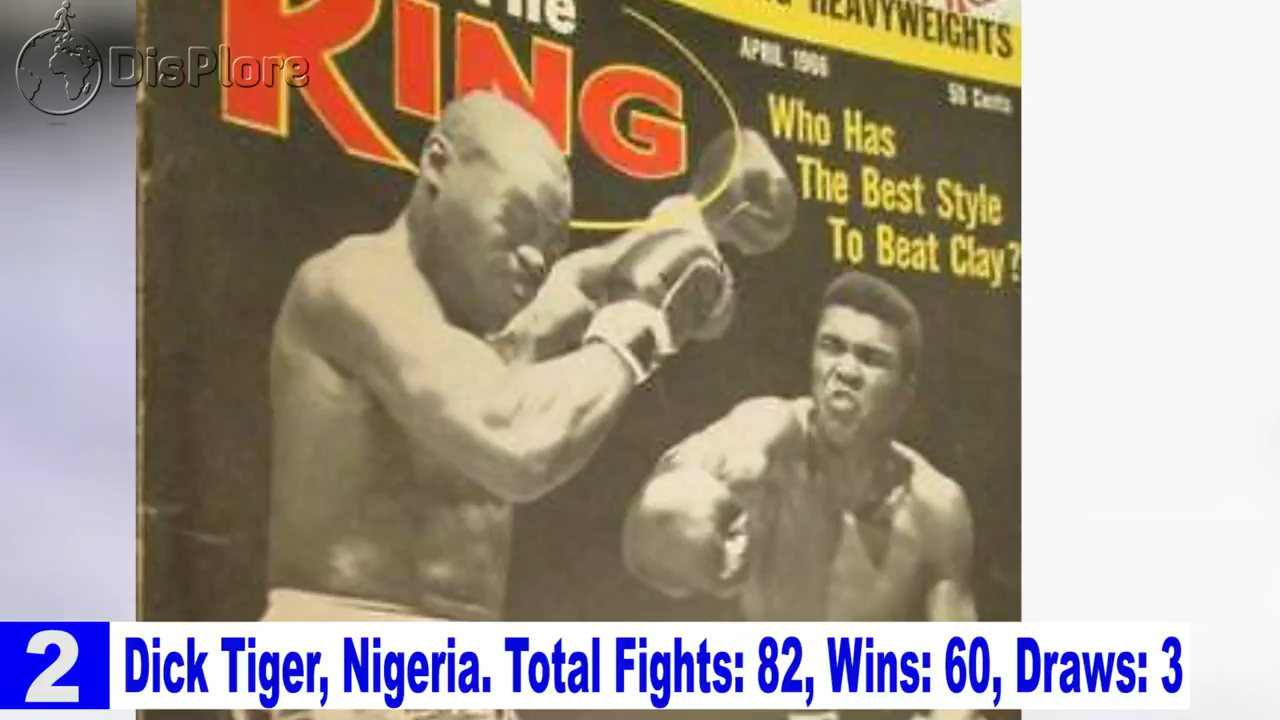 DisPlore
The
RING
HEAVYWEIGHTS
APRIL 1966
50 Cents
Who Has
The Best Style
To Beat Clay?
2
Dick Tiger, Nigeria. Total Fights: 82, Wins: 60, Draws: 3